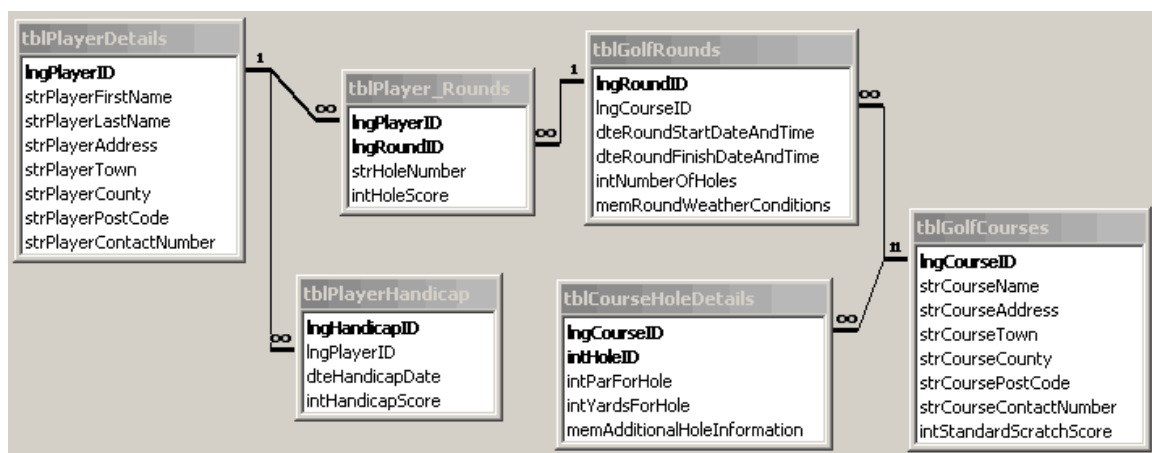 tblPlayerDetails
lngPlayerID
strPlayerFirstName
strPlayerLastName
strPlayerAddress
strPlayerTown
strPlayerCounty
strPlayerPostCode
strPlayerContactNumber
1
∞
tblPlayer_Rounds
lngPlayerID
lngRoundID
strHoleNumber
intHoleScore
∞
1
tblGolfRounds
lngRoundID
lngCourseID
dteRoundStartDateAndTime
dteRoundFinishDateAndTime
intNumberOfHoles
memRoundWeatherConditions
∞
∞
tblPlayerHandicap
lngHandicapID
lngPlayerID
dteHandicapDate
intHandicapScore
tblCourseHoleDetails
lngCourseID
intHoleID
intParForHole
intYardsForHole
memAdditionalHoleInformation
∞
11
tblGolfCourses
lngCourseID
strCourseName
strCourseAddress
strCourseTown
strCourseCounty
strCoursePostCode
strCourseContactNumber
intStandardScratchScore